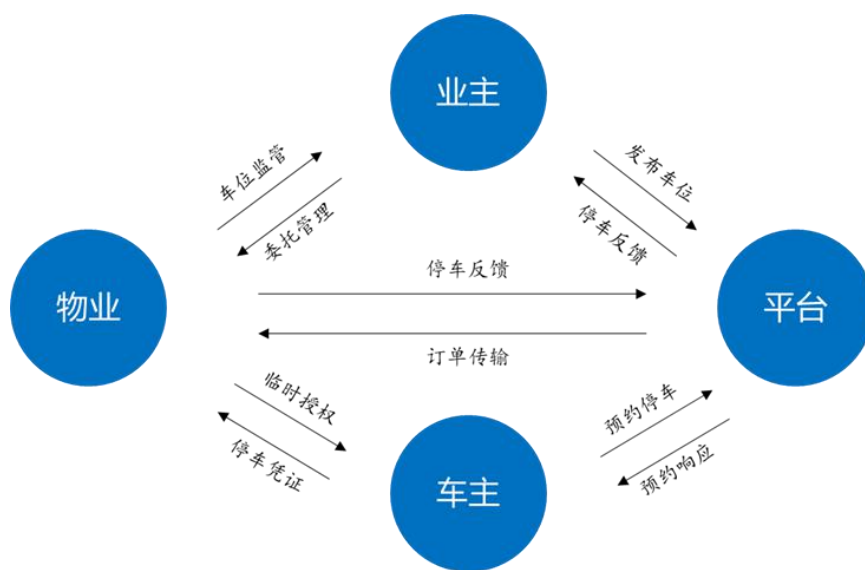 业主
车位监管
委托管理
发布车位
停车反馈
物业
停车反馈
订单传输
平台
临时授权
停车凭证
车主
预约停车
预约响应